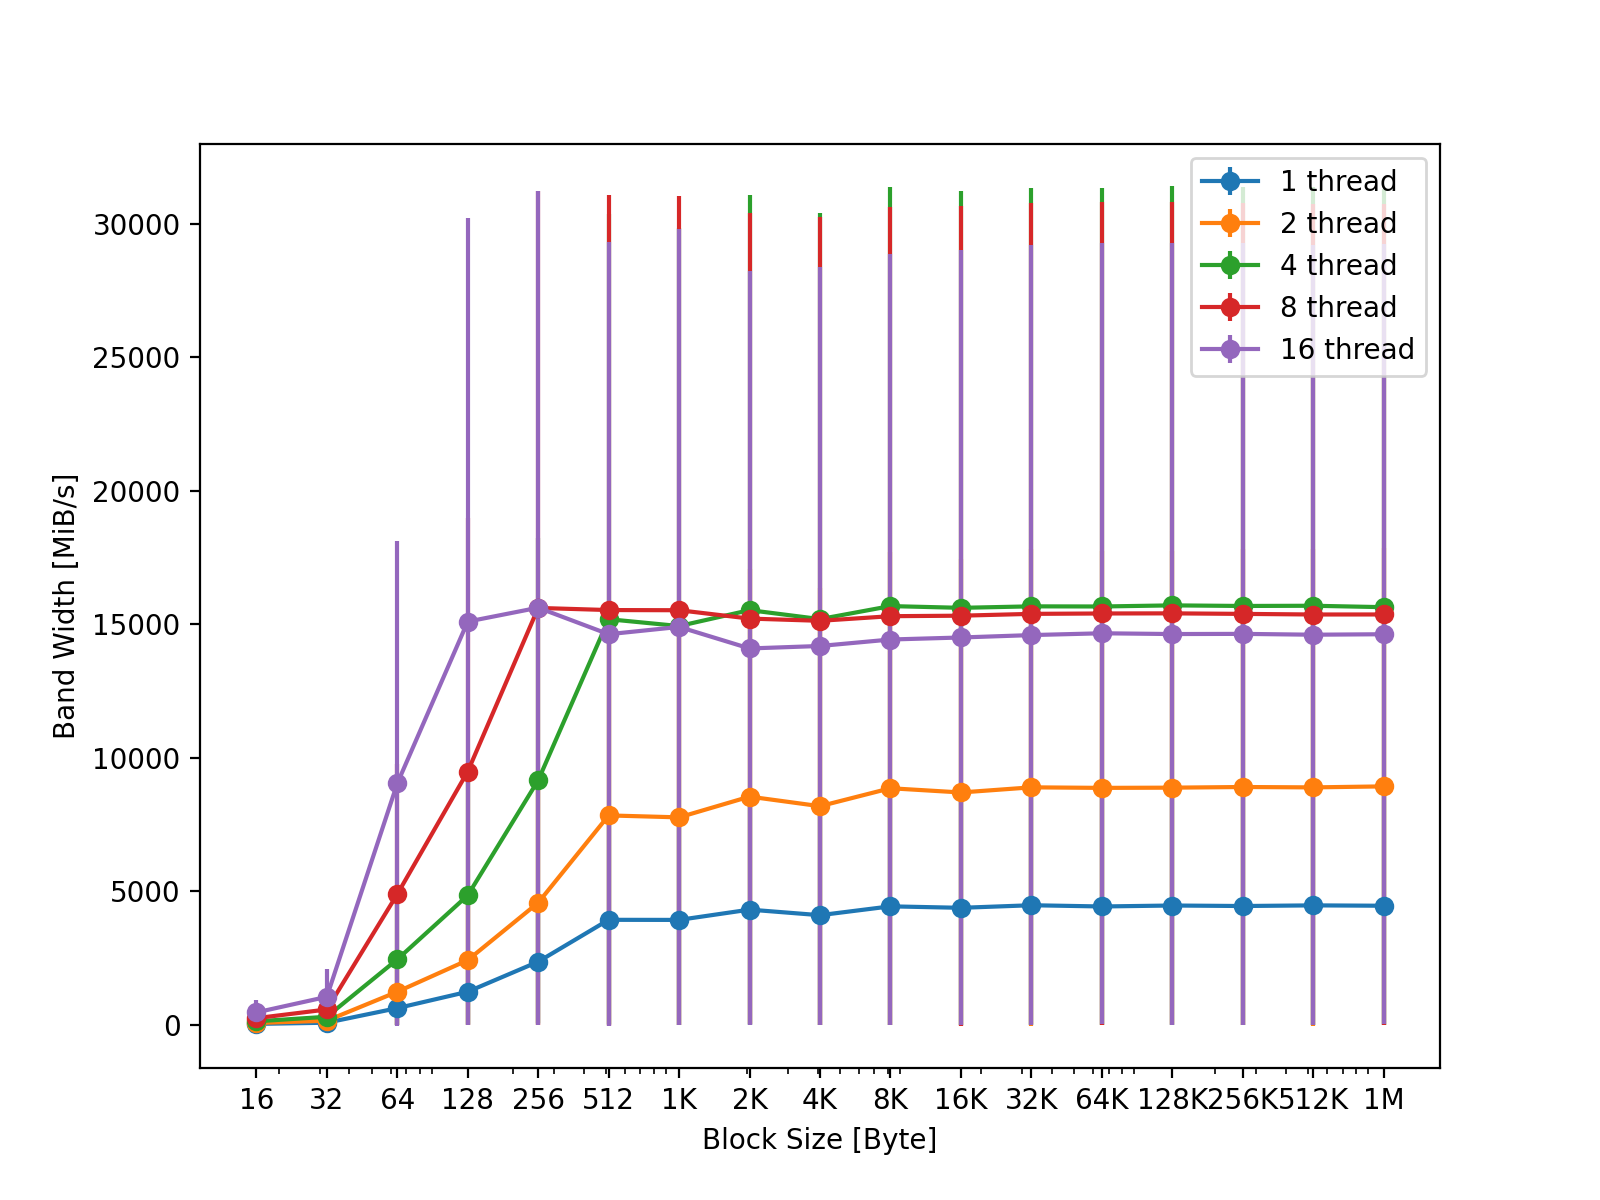 1 thread
2 thread
4 thread
8 thread
16 thread
30000
25000
20000
15000
10000
5000
0
Band Width [MiB/s]
16 32 64 128 256 512 1K 2K 4K 8K 16K 32K 64K 128K 256K 512K 1M
Block Size [Byte]